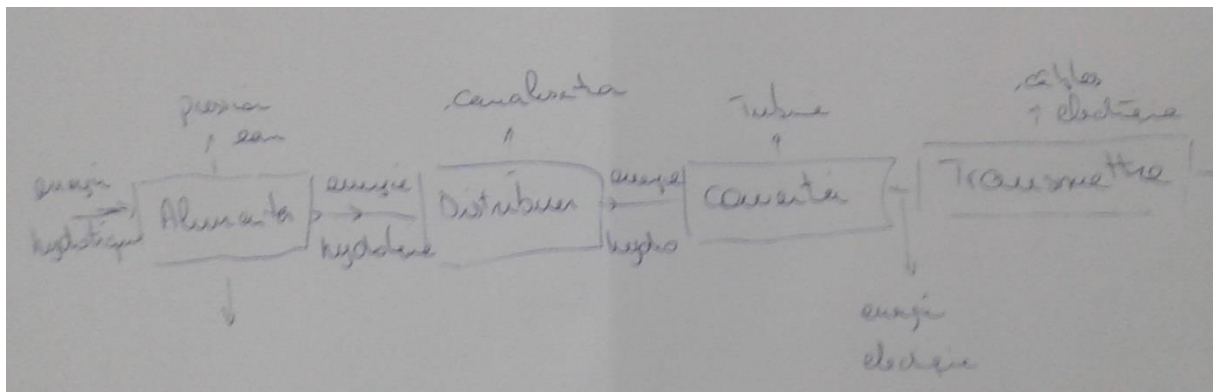 pression
eau
canalisation
Turbine
câbles
électrique
énergie
hydraulique
Alimenter
énergie
hydraulique
Distribuer
énergie
hydro
Convertir
Transmettre
énergie
électrique